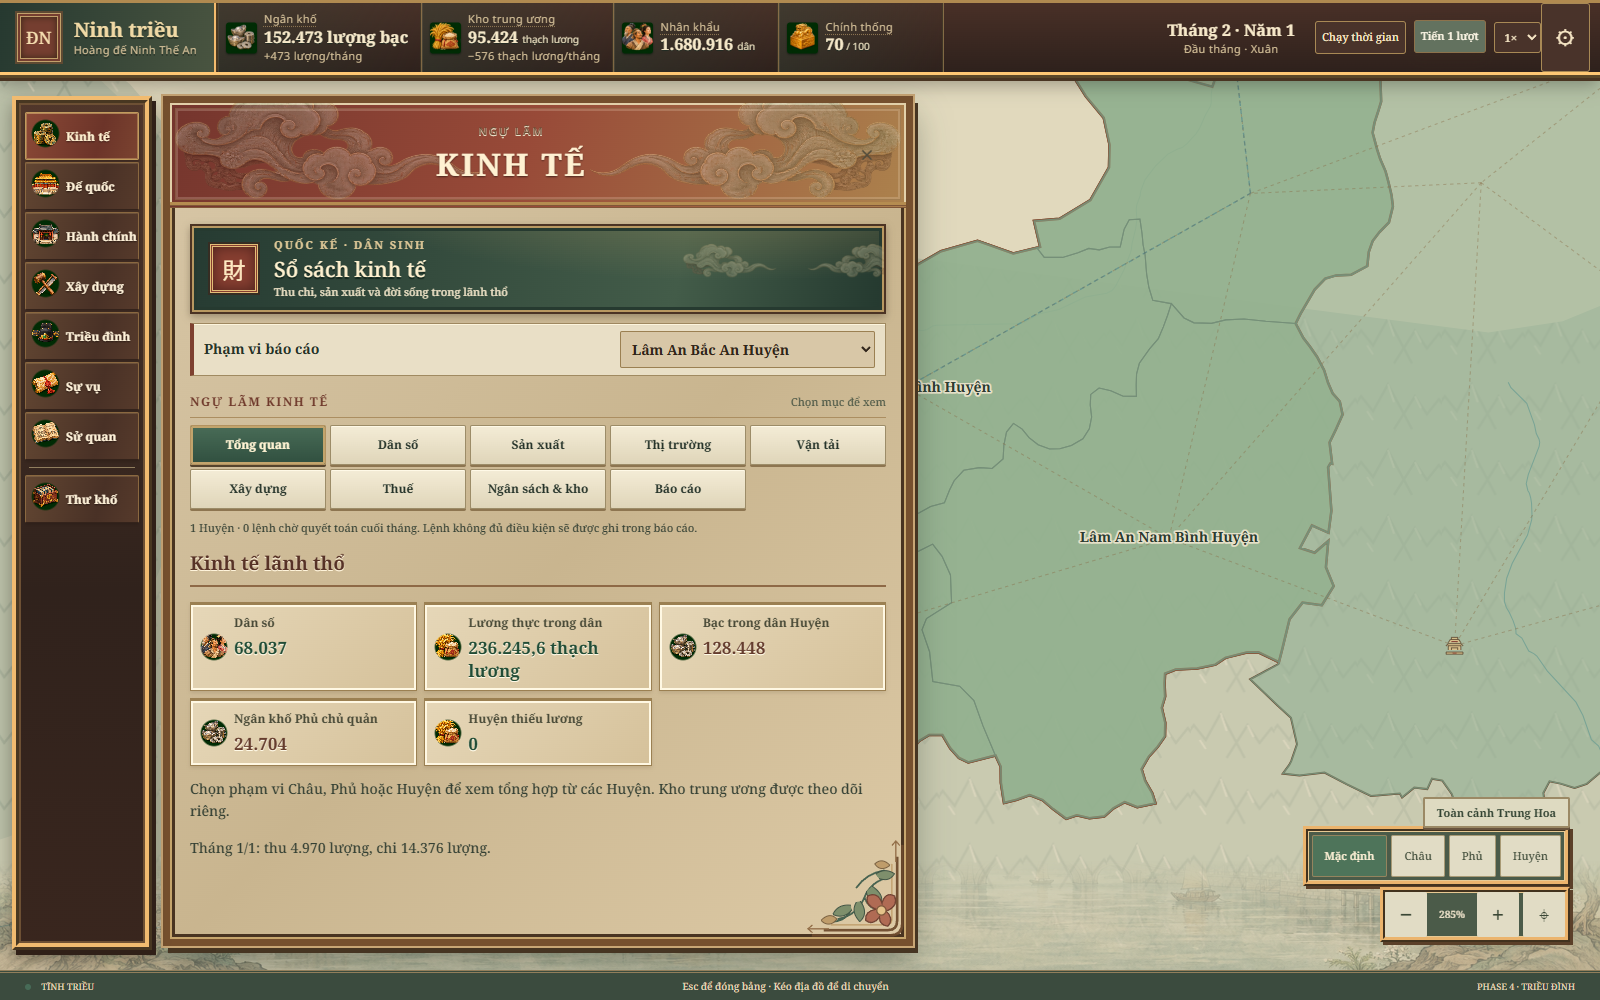 ĐN
Ninh triều
Hoàng đế Ninh Thế An
Ngân khố
152.473 lượng bạc
+473 lượng/tháng
Kho trung ương
95.424 thạch lương
−576 thạch lương/tháng
Nhân khẩu
1.680.916 dân
Chính thống
70 / 100
Tháng 2 · Năm 1
Đầu tháng · Xuân
Chạy thời gian
Tiến 1 lượt
1×
Kinh tế
Đế quốc
Hành chính
Xây dựng
Triều đình
Sự vụ
Sử quan
Thư khố
NGỰ LÃM
KINH TẾ
×
財
QUỐC KẾ · DÂN SINH
Sổ sách kinh tế
Thu chi, sản xuất và đời sống trong lãnh thổ
Phạm vi báo cáo
Lâm An Bắc An Huyện
NGỰ LÃM KINH TẾ
Chọn mục để xem
Tổng quan
Dân số
Sản xuất
Thị trường
Vận tải
Xây dựng
Thuế
Ngân sách & kho
Báo cáo
1 Huyện · 0 lệnh chờ quyết toán cuối tháng. Lệnh không đủ điều kiện sẽ được ghi trong báo cáo.
Kinh tế lãnh thổ
Dân số
68.037
Lương thực trong dân
236.245,6 thạch
lương
Bạc trong dân Huyện
128.448
Ngân khố Phủ chủ quản
24.704
Huyện thiếu lương
0
Chọn phạm vi Châu, Phủ hoặc Huyện để xem tổng hợp từ các Huyện. Kho trung ương được theo dõi
riêng.
Tháng 1/1: thu 4.970 lượng, chi 14.376 lượng.
ình Huyện
Lâm An Nam Bình Huyện
Toàn cảnh Trung Hoa
Mặc định
Châu
Phủ
Huyện
−
285%
+
TĨNH TRIỀU
Esc để đóng bảng · Kéo địa đồ để di chuyển
PHASE 4 · TRIỀU ĐÌNH